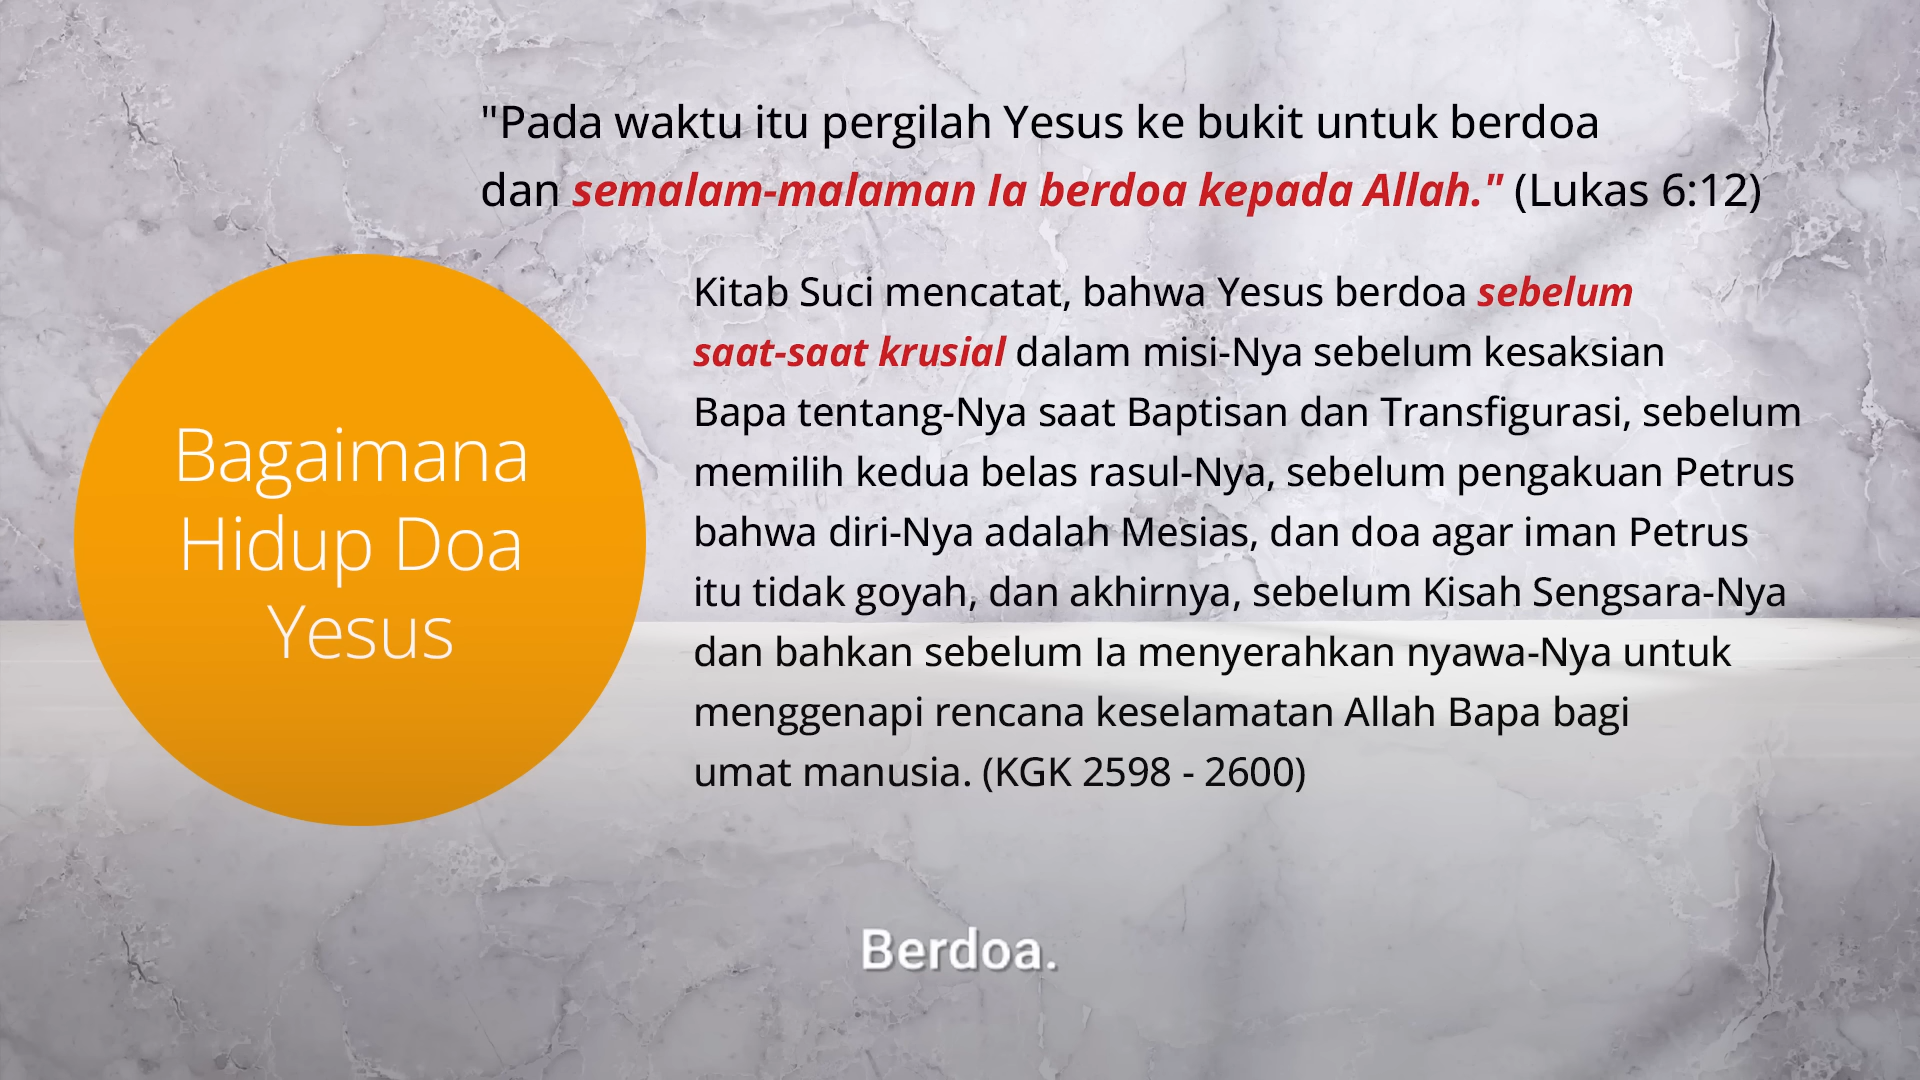 "Pada waktu itu pergilah Yesus ke bukit untuk berdoa
dan semalam-malaman Ia berdoa kepada Allah." (Lukas 6:12)
Bagaimana
Hidup Doa
Yesus
Kitab Suci mencatat, bahwa Yesus berdoa sebelum
saat-saat krusial dalam misi-Nya sebelum kesaksian
Bapa tentang-Nya saat Baptisan dan Transfigurasi, sebelum
memilih kedua belas rasul-Nya, sebelum pengakuan Petrus
bahwa diri-Nya adalah Mesias, dan doa agar iman Petrus
itu tidak goyah, dan akhirnya, sebelum Kisah Sengsara-Nya
dan bahkan sebelum Ia menyerahkan nyawa-Nya untuk
menggenapi rencana keselamatan Allah Bapa bagi
umat manusia. (KGK 2598 - 2600)
Berdoa.